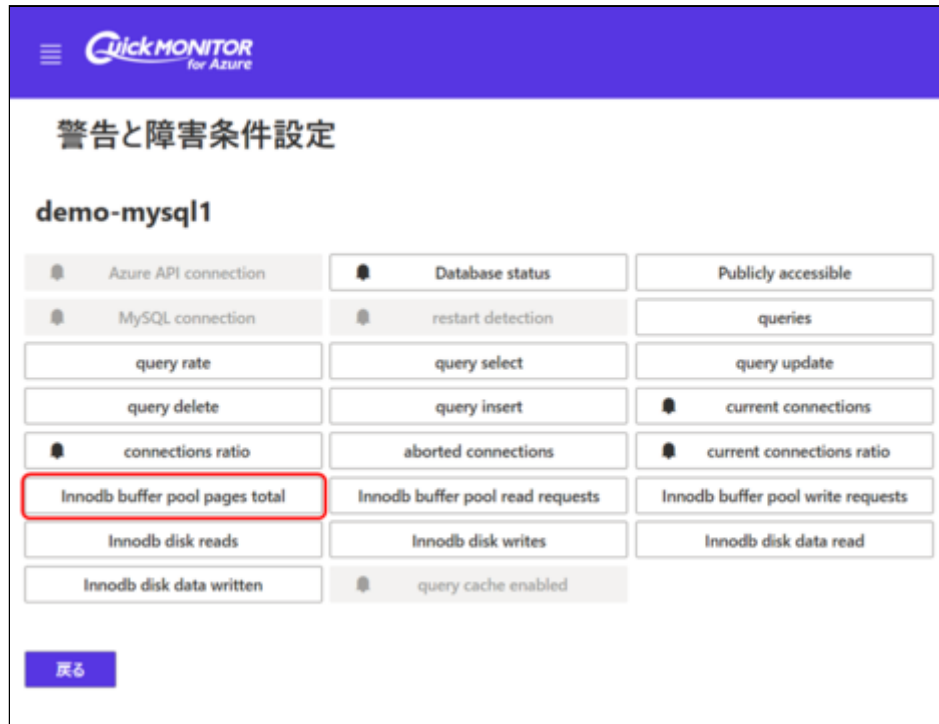 Quick MONITOR
for Azure
警告と障害条件設定
demo-mysql1
Azure API connection
Database status
Publicly accessible
MySQL connection
restart detection
queries
query rate
query select
query update
query delete
query insert
current connections
connections ratio
aborted connections
current connections ratio
Innodb buffer pool pages total
Innodb buffer pool read requests
Innodb buffer pool write requests
Innodb disk reads
Innodb disk writes
Innodb disk data read
Innodb disk data written
query cache enabled
戻る